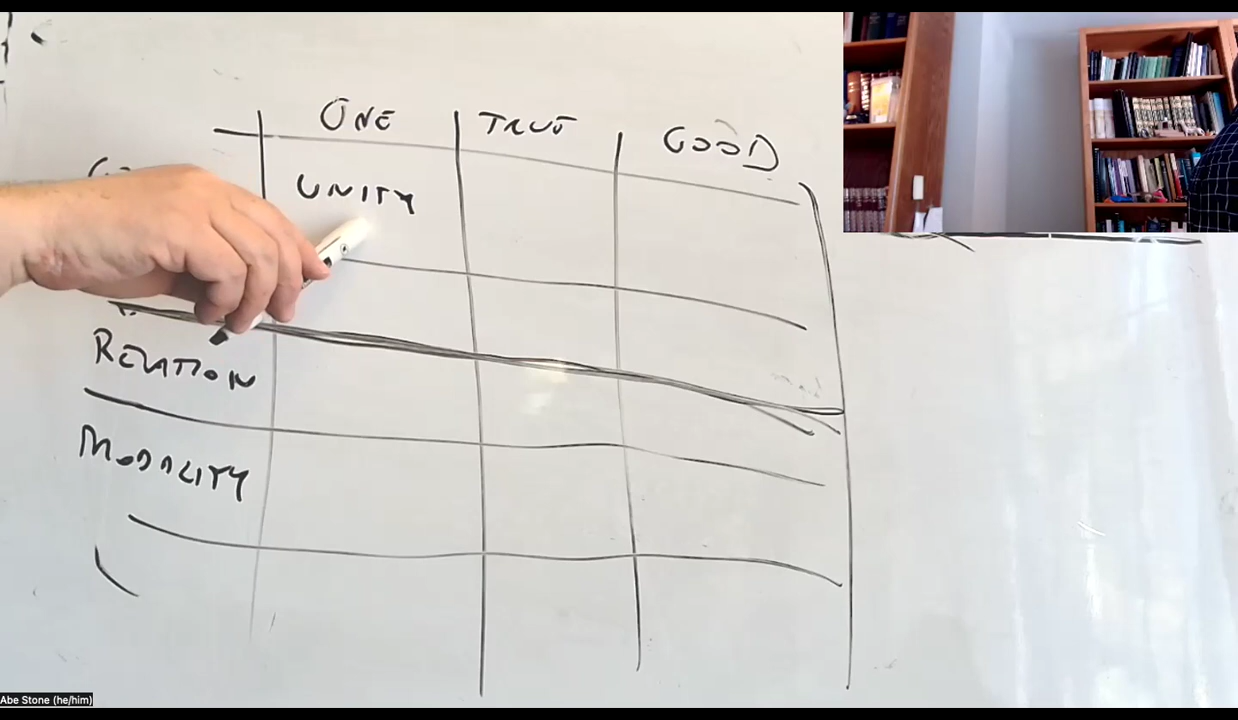 ONE TRUE GOOD
UNITY
RELATION
MODALITY
Abe Stone (he/him)